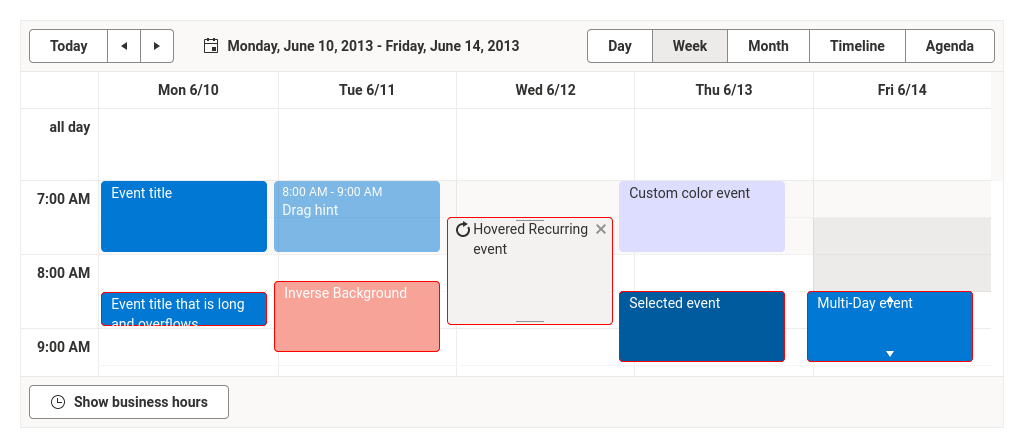 Today
Monday, June 10, 2013 - Friday, June 14, 2013
Day
Week
Month
Timeline
Agenda
Mon 6/10
Tue 6/11
Wed 6/12
Thu 6/13
Fri 6/14
all day
7:00 AM
Event title
8:00 AM - 9:00 AM
Drag hint
Custom color event
Hovered Recurring
event
8:00 AM
Event title that is long
and overflows
Inverse Background
Selected event
Multi-Day event
9:00 AM
Show business hours